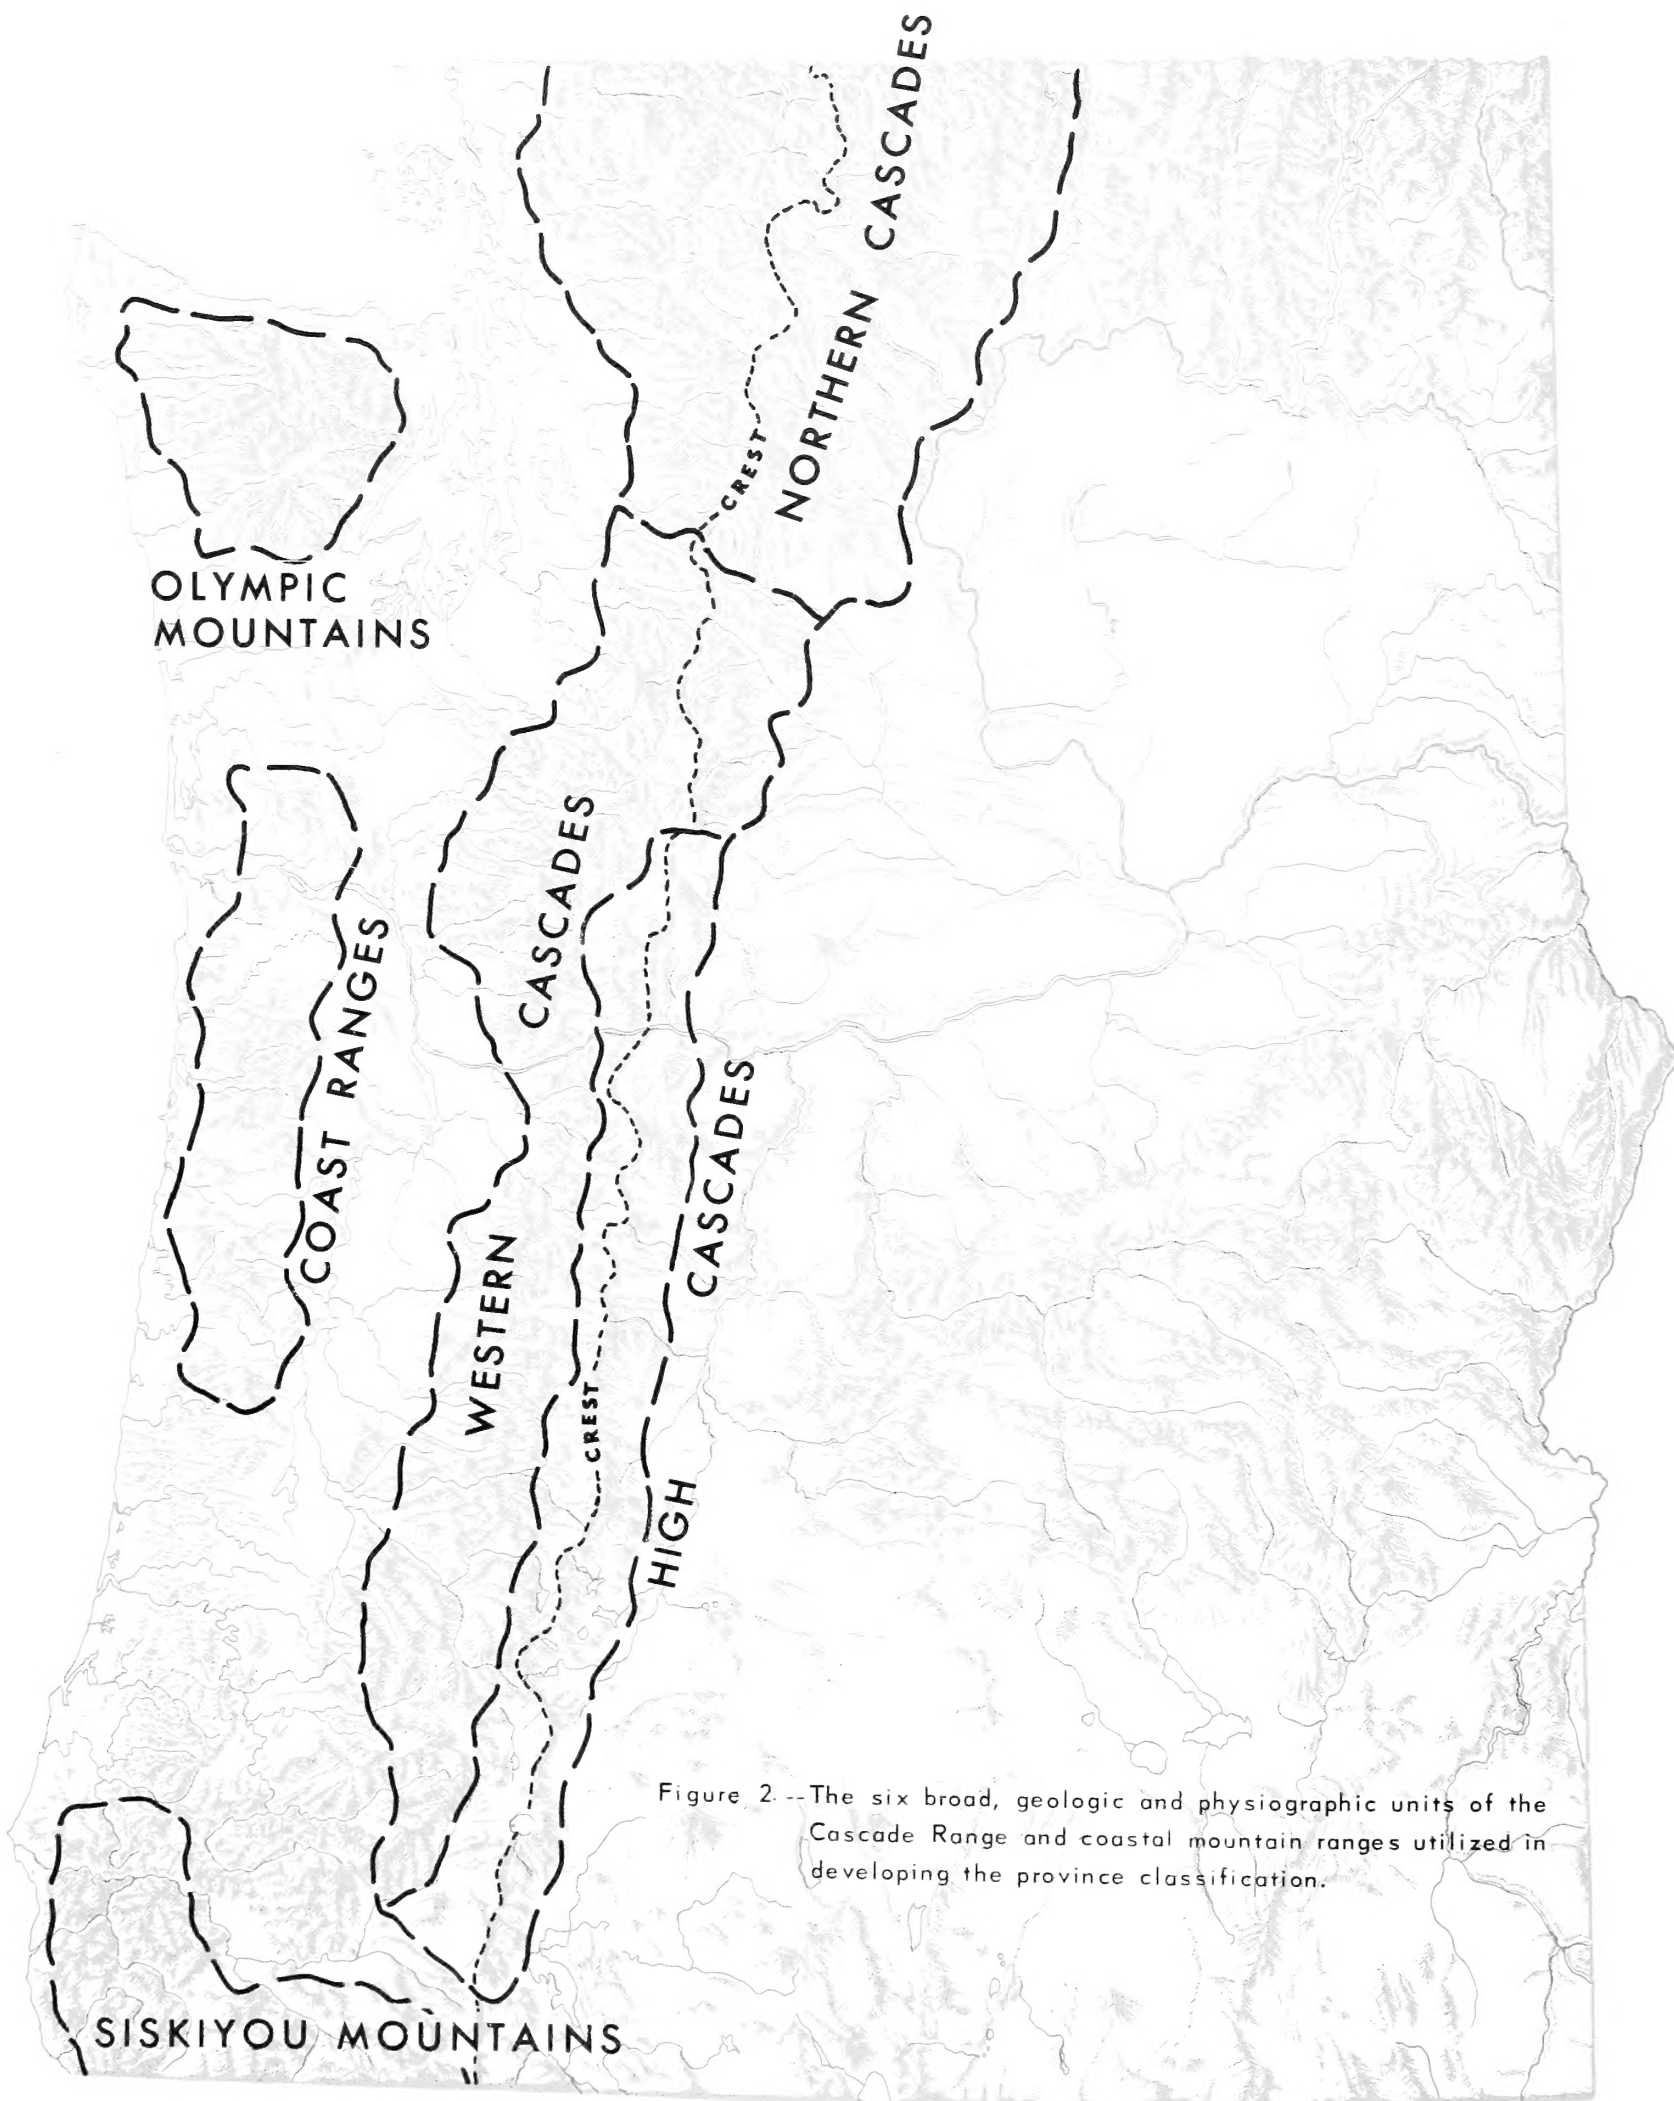 NORTHERN CASCADES
CREST
OLYMPIC
MOUNTAINS
WESTERN CASCADES
COAST RANGES
HIGH CASCADES
CREST
Figure 2.--The six broad, geologic and physiographic units of the
Cascade Range and coastal mountain ranges utilized in
developing the province classification.
SISKIYOU MOUNTAINS